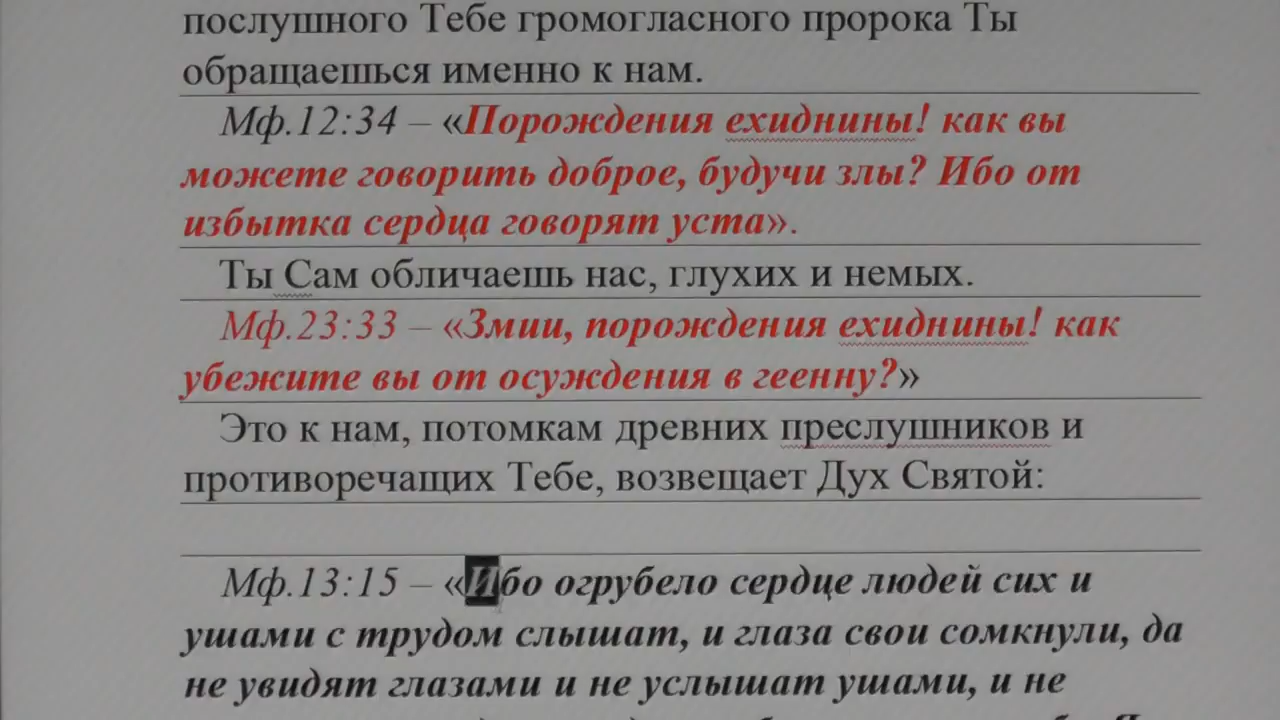 послушного Тебе громогласного пророка Ты
обращаешься именно к нам.
Мф.12:34 – «Порождения ехиднины! как вы
можете говорить доброе, будучи злы? Ибо от
избытка сердца говорят уста».
Ты Сам обличаешь нас, глухих и немых.
Мф.23:33 – «Змии, порождения ехиднины! как
убежите вы от осуждения в геенну?»
Это к нам, потомкам древних преслушников и
противоречащих Тебе, возвещает Дух Святой:
Мф.13:15 – «Ибо огрубело сердце людей сих и
ушами с трудом слышат, и глаза свои сомкнули, да
не увидят глазами и не услышат ушами, и не